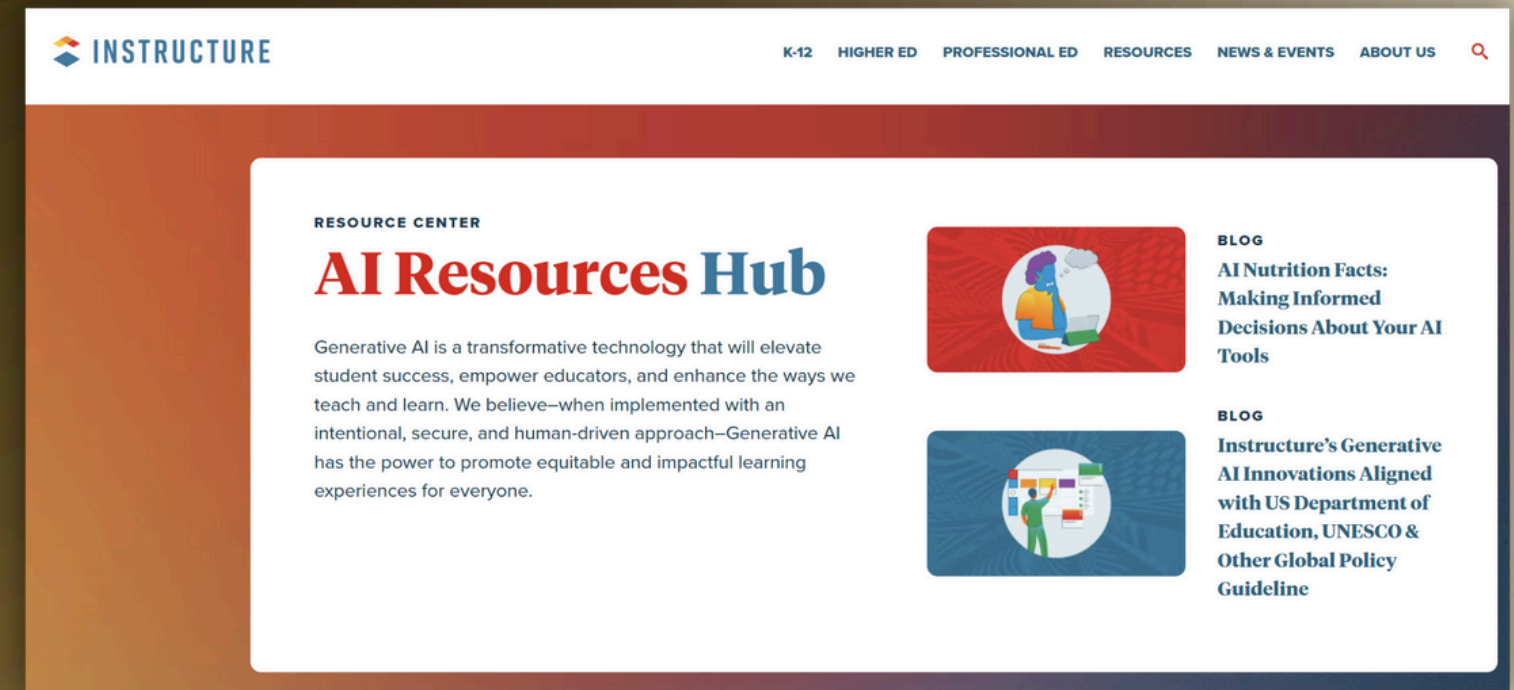 INSTRUCTURE
K-12 HIGHER ED PROFESSIONAL ED RESOURCES NEWS & EVENTS ABOUT US
RESOURCE CENTER
AI Resources Hub
Generative AI is a transformative technology that will elevate
student success, empower educators, and enhance the ways we
teach and learn. We believe–when implemented with an
intentional, secure, and human-driven approach–Generative AI
has the power to promote equitable and impactful learning
experiences for everyone.
BLOG
AI Nutrition Facts:
Making Informed
Decisions About Your AI
Tools
BLOG
Instructure's Generative
AI Innovations Aligned
with US Department of
Education, UNESCO &
Other Global Policy
Guideline